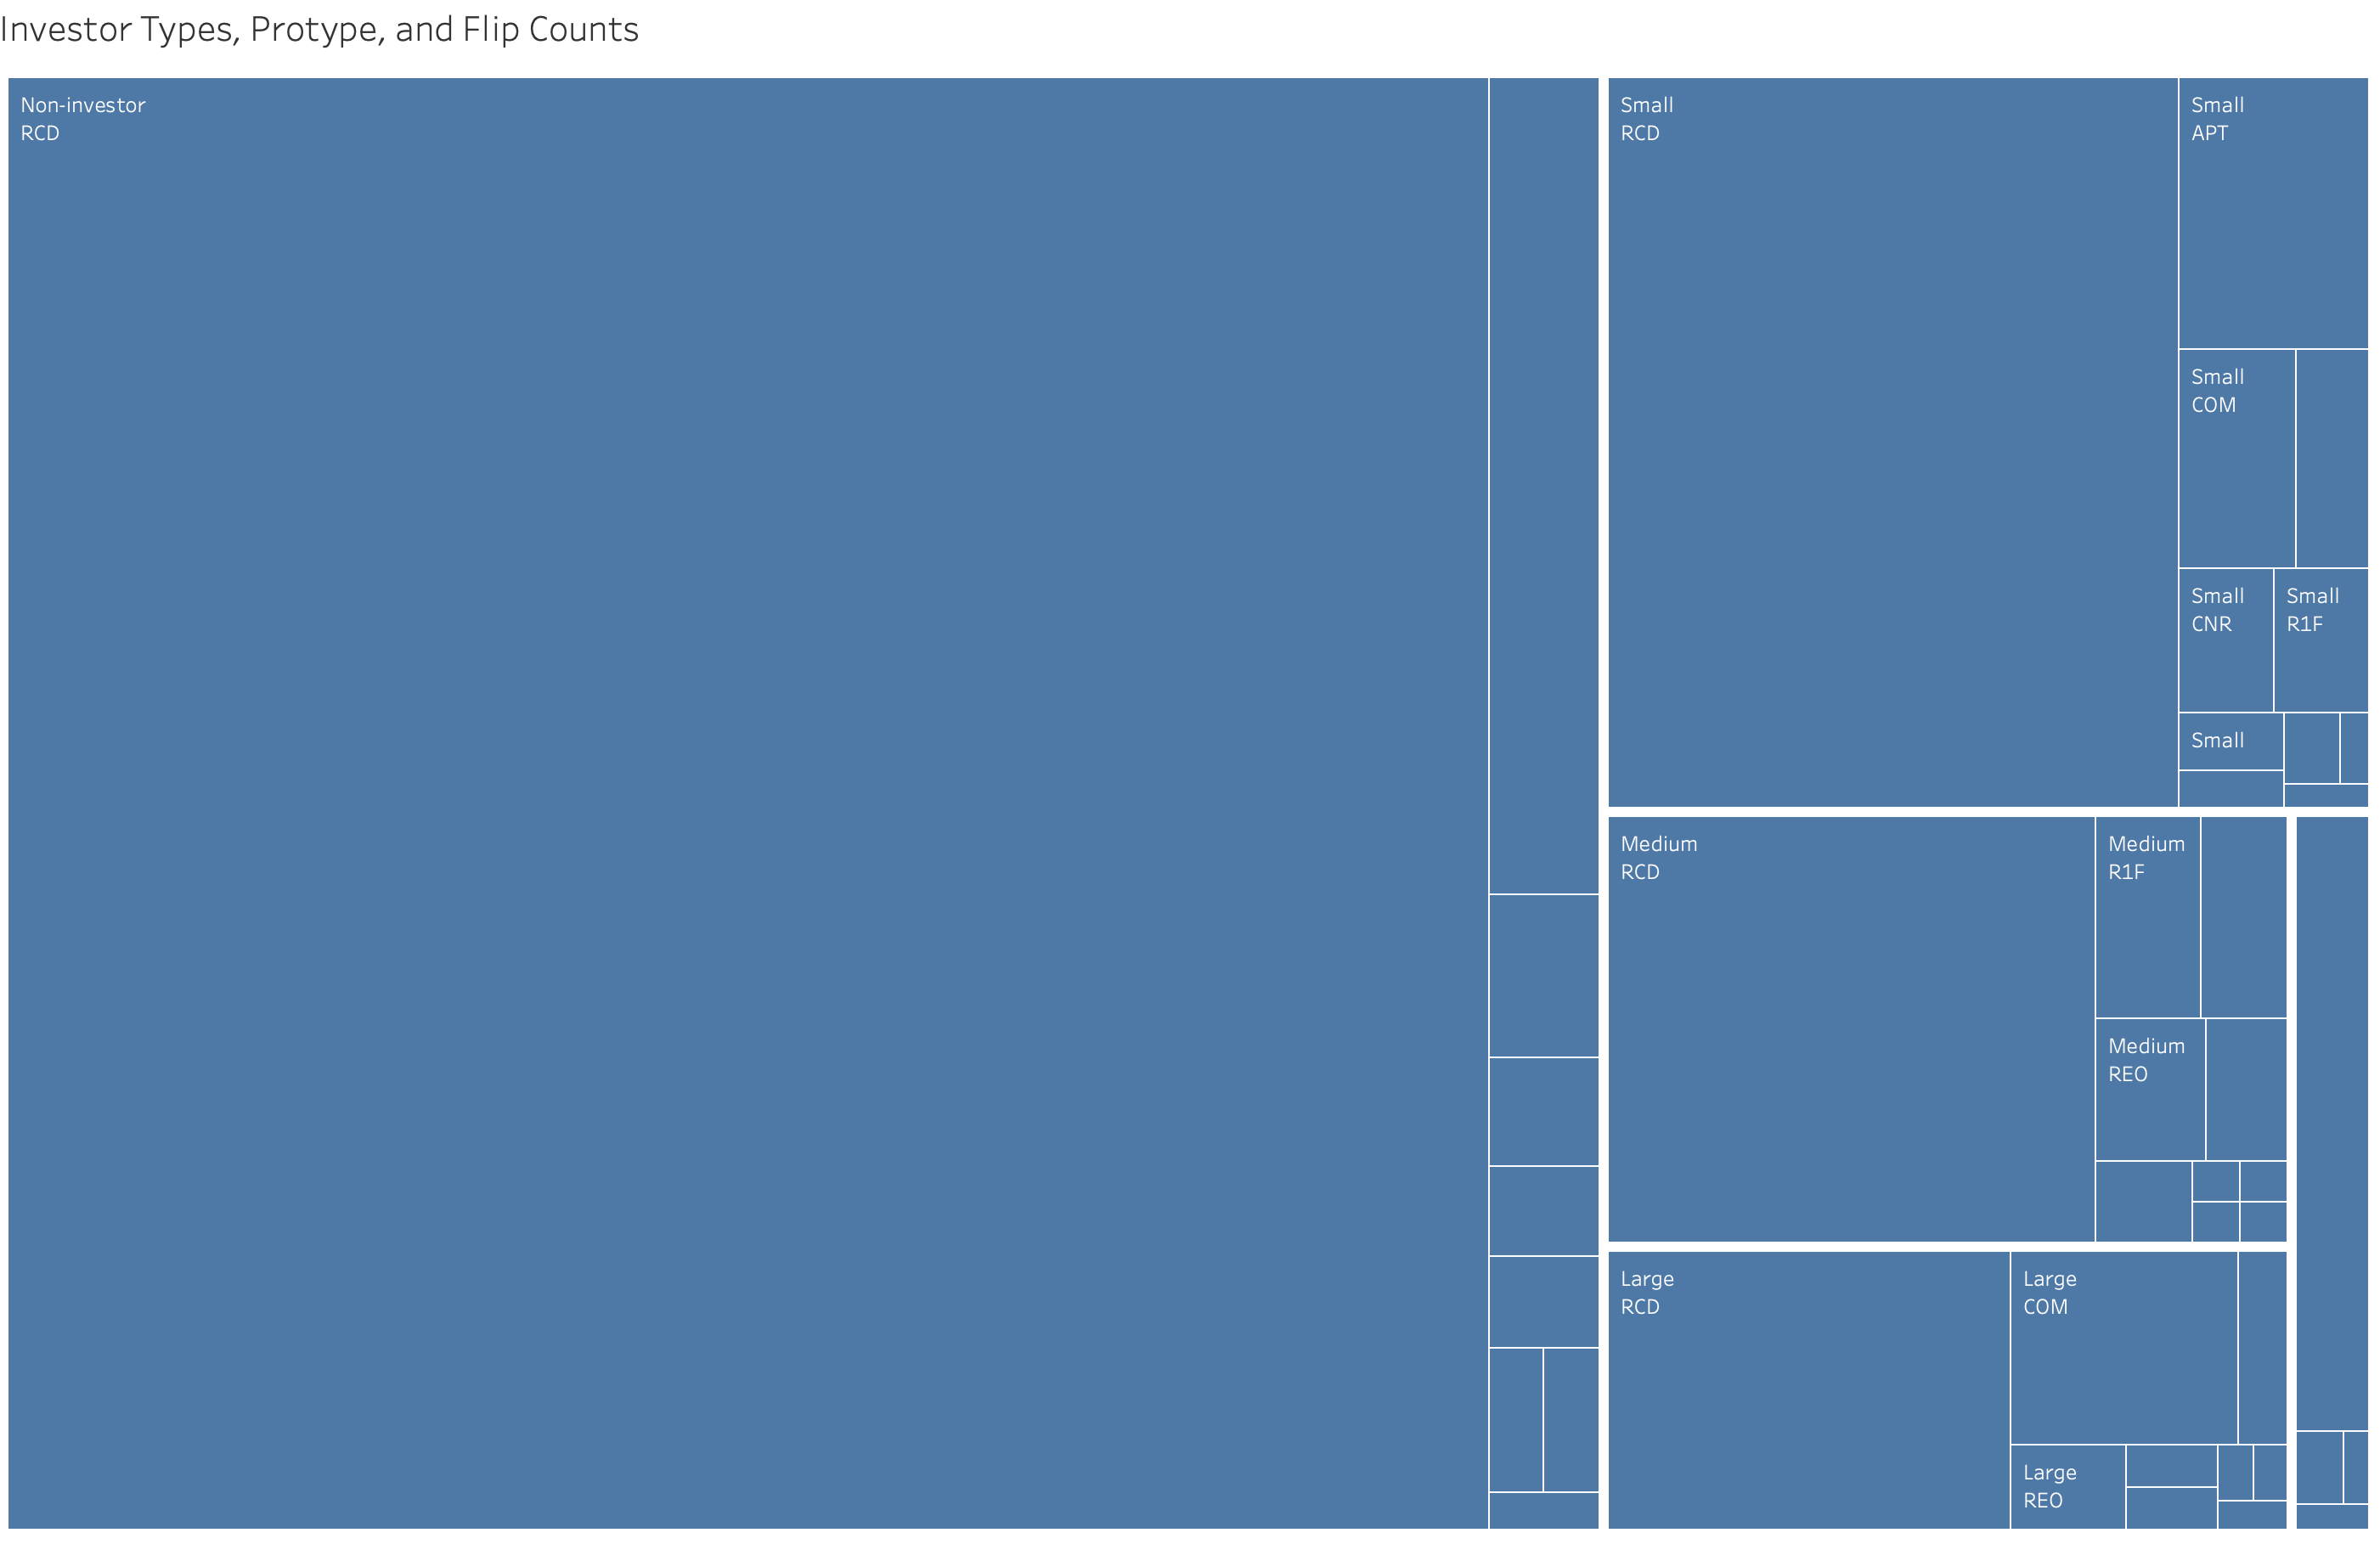 Investor Types, Protype, and Flip Counts
Non-investor
RCD
Small
RCD
Small
APT
Small
COM
Small
CNR
Small
R1F
Small
Medium
RCD
Medium
R1F
Medium
REO
Large
RCD
Large
COM
Large
REO